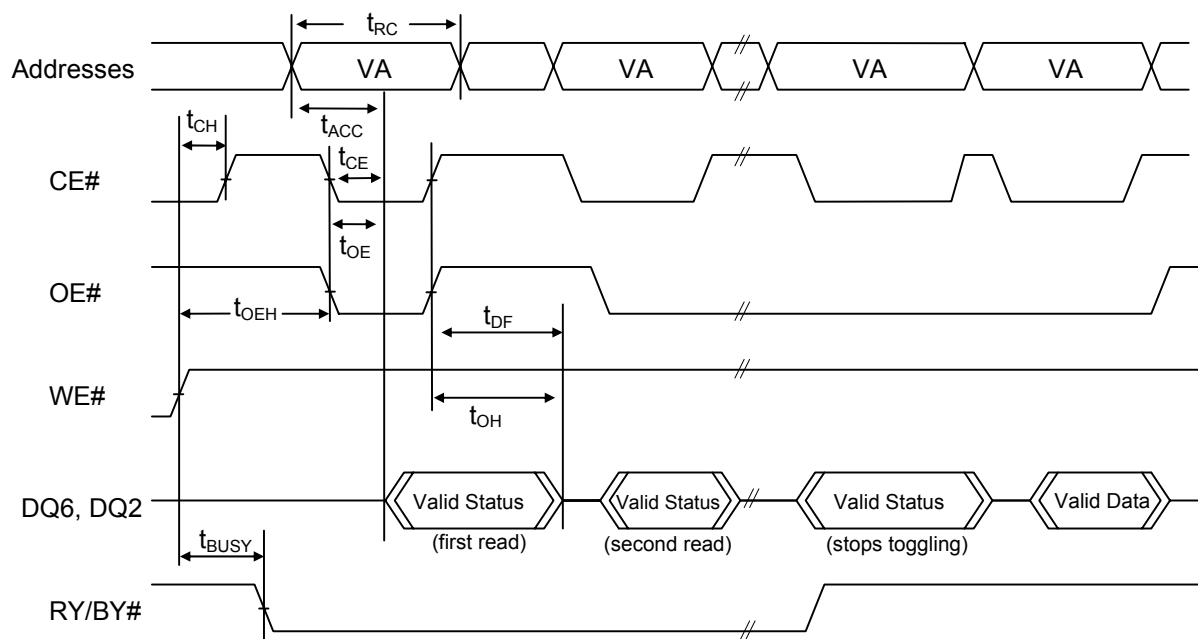 tRC
Addresses VA VA VA VA
tCH
tACC
tCE
CE#
tOE
OE#
tOEH
tDF
WE#
tOH
DQ6, DQ2 Valid Status Valid Status Valid Status Valid Data
(first read) (second read) (stops toggling)
tBUSY
RY/BY#